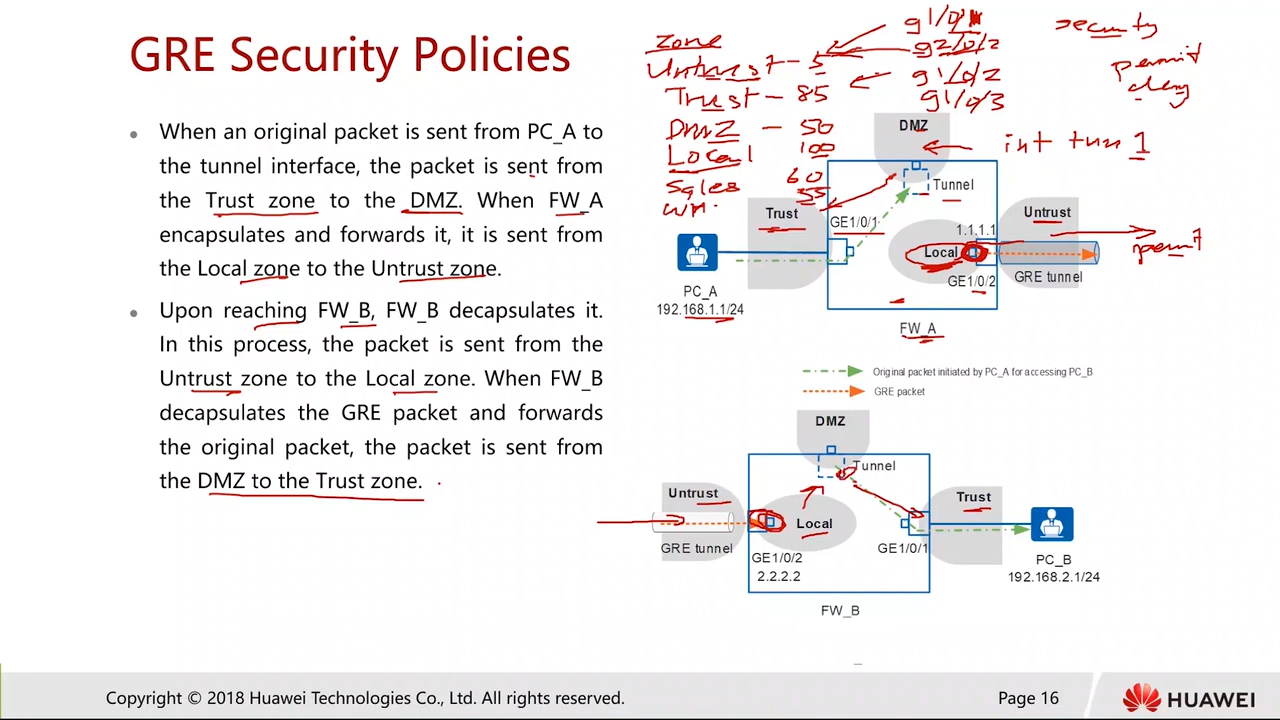 GRE Security Policies
• When an original packet is sent from PC_A to
the tunnel interface, the packet is sent from
the Trust zone to the DMZ. When FW_A
encapsulates and forwards it, it is sent from
the Local zone to the Untrust zone.
• Upon reaching FW_B, FW_B decapsulates it.
In this process, the packet is sent from the
Untrust zone to the Local zone. When FW_B
decapsulates the GRE packet and forwards
the original packet, the packet is sent from
the DMZ to the Trust zone.
zone
Untrust - 5
Trust - 85
DMZ - 50
Local 100
Sales 60
55
g1/0/1
g2/0/2
g1/0/2
g1/0/3
security
permit
deny
int tun 1
DMZ
Tunnel
Trust
GE1/0/1
Untrust
1.1.1.1
Local
permit
GRE tunnel
GE1/0/2
PC_A
192.168.1.1/24
FW_A
Original packet initiated by PC_A for accessing PC_B
GRE packet
DMZ
Tunnel
Untrust
Trust
Local
GRE tunnel
GE1/0/1
GE1/0/2
2.2.2.2
PC_B
192.168.2.1/24
FW_B
Copyright © 2018 Huawei Technologies Co., Ltd. All rights reserved.
Page 16
HUAWEI